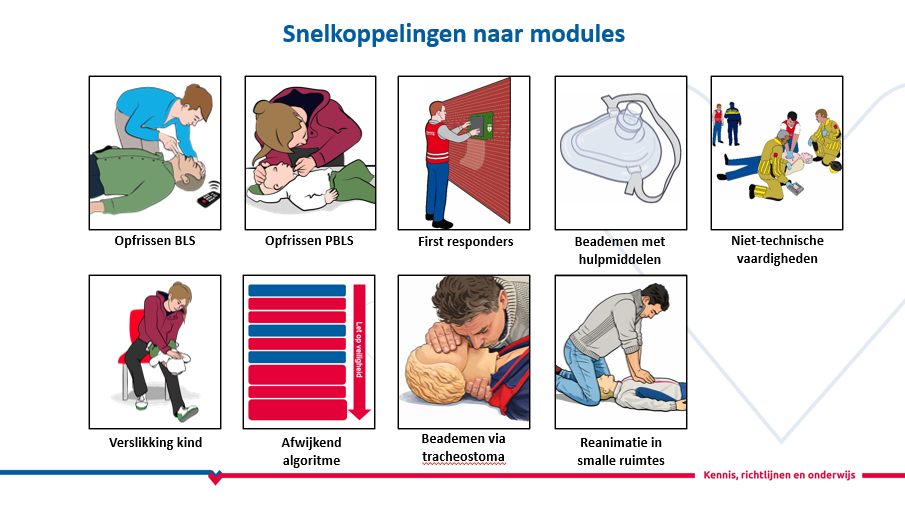 Snelkoppelingen naar modules
Opfrissen BLS
Opfrissen PBLS
First responders
Beademen met
hulpmiddelen
Niet-technische
vaardigheden
Let op veiligheid
Verslikking kind
Afwijkend
algoritme
Beademen via
tracheostoma
Reanimatie in
smalle ruimtes
Kennis, richtlijnen en onderwijs